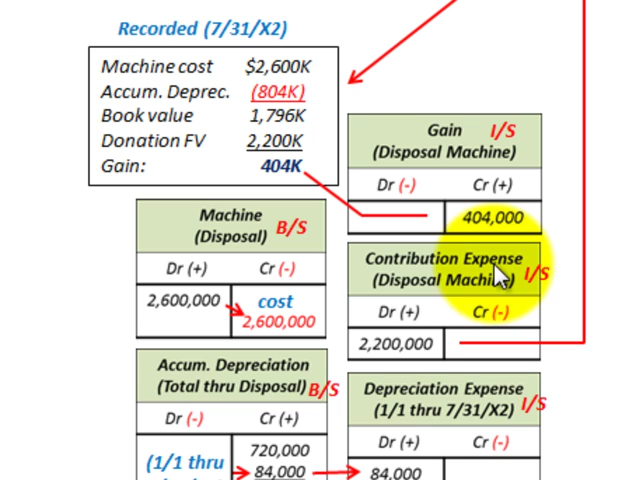 Recorded (7/31/X2)
Machine cost $2,600K
Accum. Deprec. (804K)
Book value 1,796K
Donation FV 2,200K
Gain: 404K
Gain I/S
(Disposal Machine)
Dr (-) Cr (+)
404,000
Machine
(Disposal) B/S
Dr (+) Cr (-)
2,600,000 cost
2,600,000
Contribution Expense
(Disposal Machine) I/S
Dr (+) Cr (-)
2,200,000
Accum. Depreciation
(Total thru Disposal) B/S
Dr (-) Cr (+)
720,000
(1/1 thru 84,000
Depreciation Expense
(1/1 thru 7/31/X2) I/S
Dr (+) Cr (-)
84,000